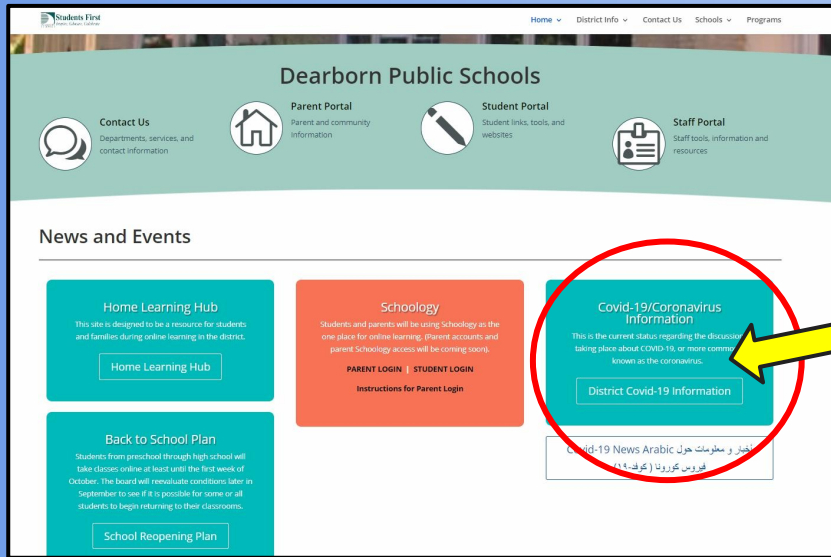 Students First
Home District Info Contact Us Schools Programs
Dearborn Public Schools
Contact Us
Departments, services, and
contact information
Parent Portal
Parent and community
information
Student Portal
Student links, tools, and
websites
Staff Portal
Staff tools, information and
resources
News and Events
Home Learning Hub
This site is designed to be a resource for students
and families during online learning in the district.
Home Learning Hub
Back to School Plan
Students from preschool through high school will
take classes online at least until the first week of
October. The board will reevaluate conditions later in
September to see if it is possible for some or all
students to begin returning to their classrooms.
School Reopening Plan
Schoology
Students and parents will be using Schoology as the
one place for online learning. (Parent accounts and
parent Schoology access will be coming soon).
PARENT LOGIN | STUDENT LOGIN
Instructions for Parent Login
Covid-19/Coronavirus
Information
This is the current status regarding the discussion
taking place about COVID-19, or more
known as the coronavirus.
District Covid-19 Information
Covid-19 News Arabic أخبار و معلومات حول
فيروس كورونا ( كوفد-١٩)